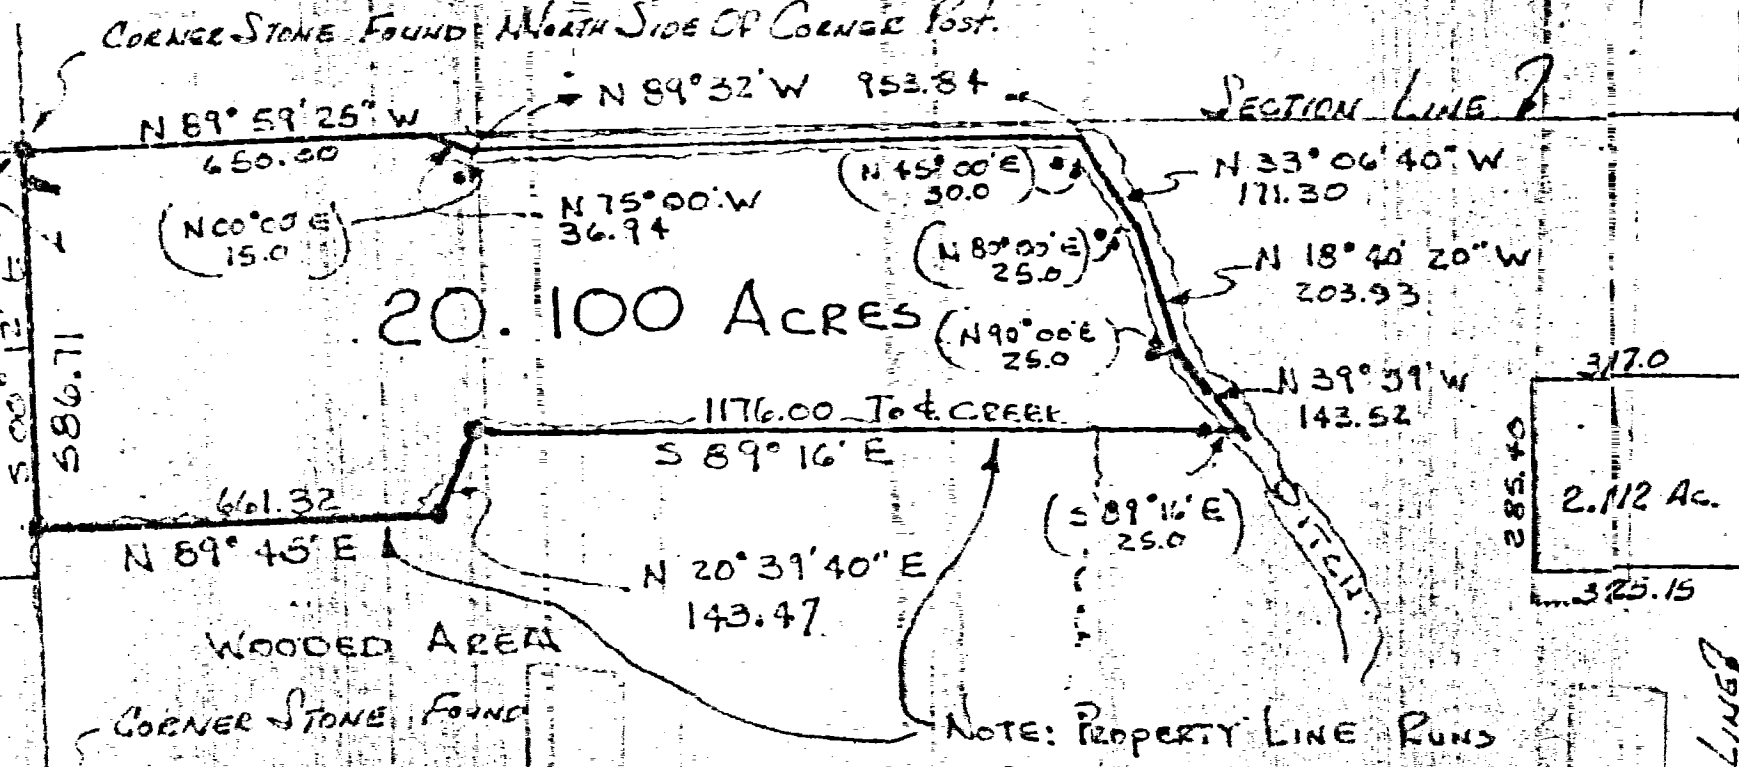 CORNER STONE FOUND NORTH SIDE OF CORNER POST.
N 89° 32' W 953.84
SECTION LINE ?
N 89° 59' 25" W
650.00
(N 45° 00' E)
30.0
N 33° 06' 40" W
171.30
(N 00° 00' E)
15.0
N 75° 00' W
36.94
(N 80° 00' E)
25.0
N 18° 40' 20" W
203.93
S 00° 12' E
586.71
20.100 ACRES
(N 90° 00' E)
25.0
317.0
N 39° 39' W
143.52
1176.00 TO ℄ CREEK
S 89° 16' E
285.40
2.112 AC.
661.32
N 89° 45' E
(S 89° 16' E)
25.0
DITCH
N 20° 39' 40" E
143.47
325.15
WOODED AREA
CORNER STONE FOUND
NOTE: PROPERTY LINE RUNS
LINE?